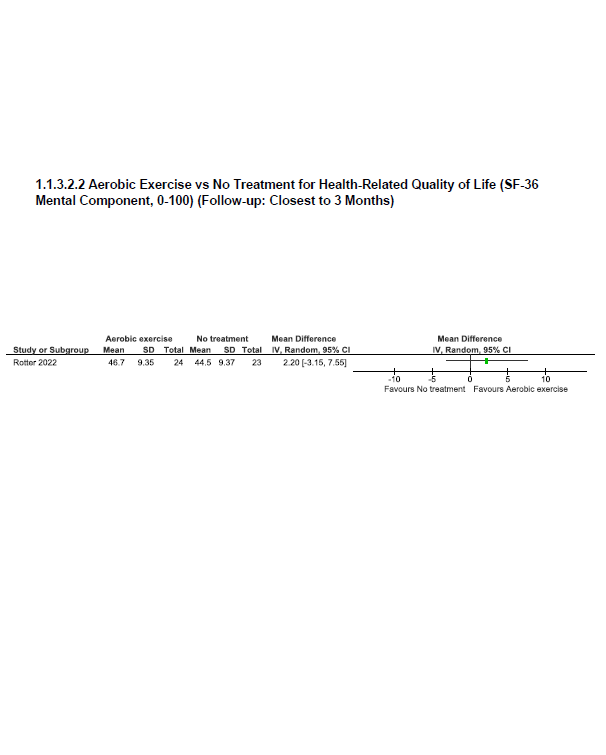 1.1.3.2.2 Aerobic Exercise vs No Treatment for Health-Related Quality of Life (SF-36
Mental Component, 0-100) (Follow-up: Closest to 3 Months)
Aerobic exercise No treatment Mean Difference Mean Difference
Study or Subgroup Mean SD Total Mean SD Total IV, Random, 95% CI IV, Random, 95% CI
Rotter 2022 46.7 9.35 24 44.5 9.37 23 2.20 [-3.15, 7.55]
-10 -5 0 5 10
Favours No treatment Favours Aerobic exercise